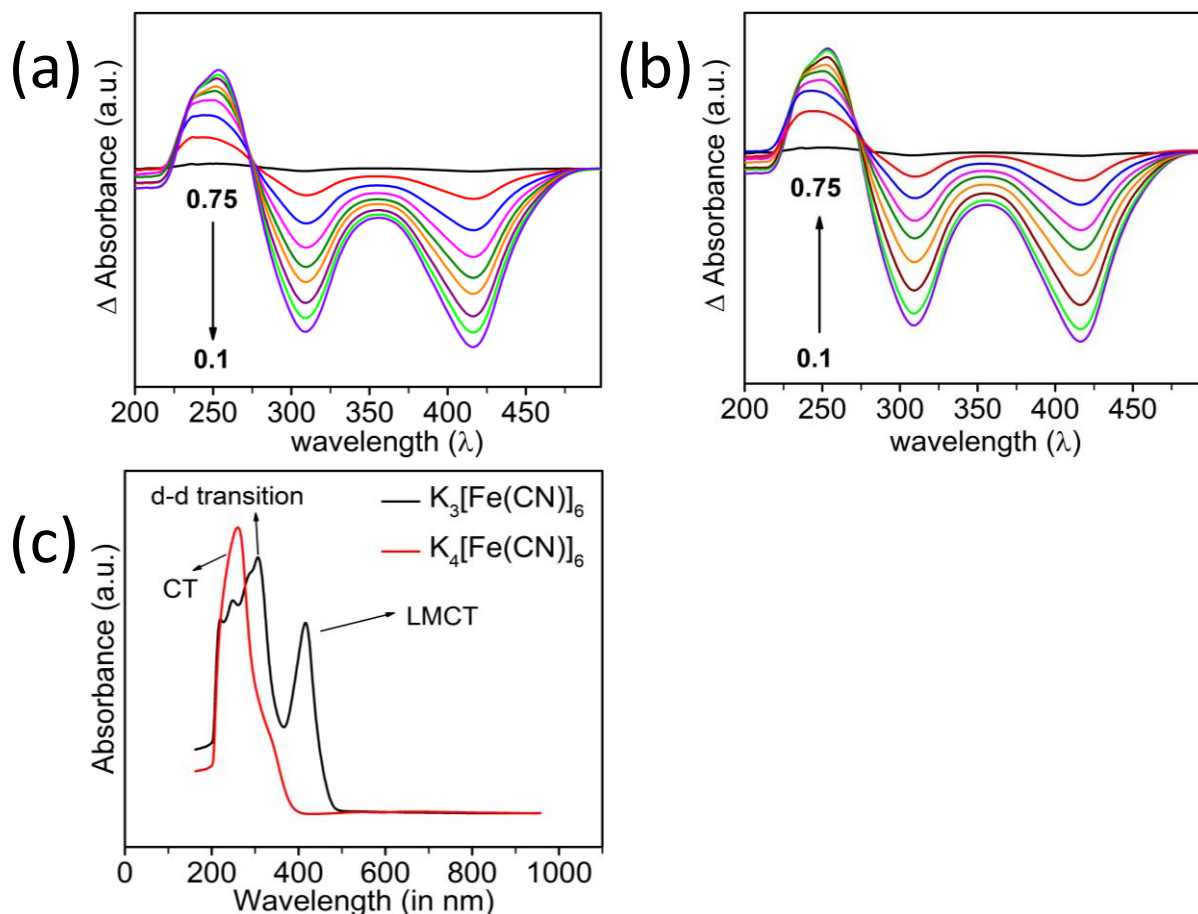 (a)
Δ Absorbance (a.u.)
0.75
0.1
200 250 300 350 400 450
wavelength (λ)
(b)
Δ Absorbance (a.u.)
0.75
0.1
200 250 300 350 400 450
wavelength (λ)
(c)
Absorbance (a.u.)
d-d transition
K₃[Fe(CN)]₆
K₄[Fe(CN)]₆
CT
LMCT
0 200 400 600 800 1000
Wavelength (in nm)